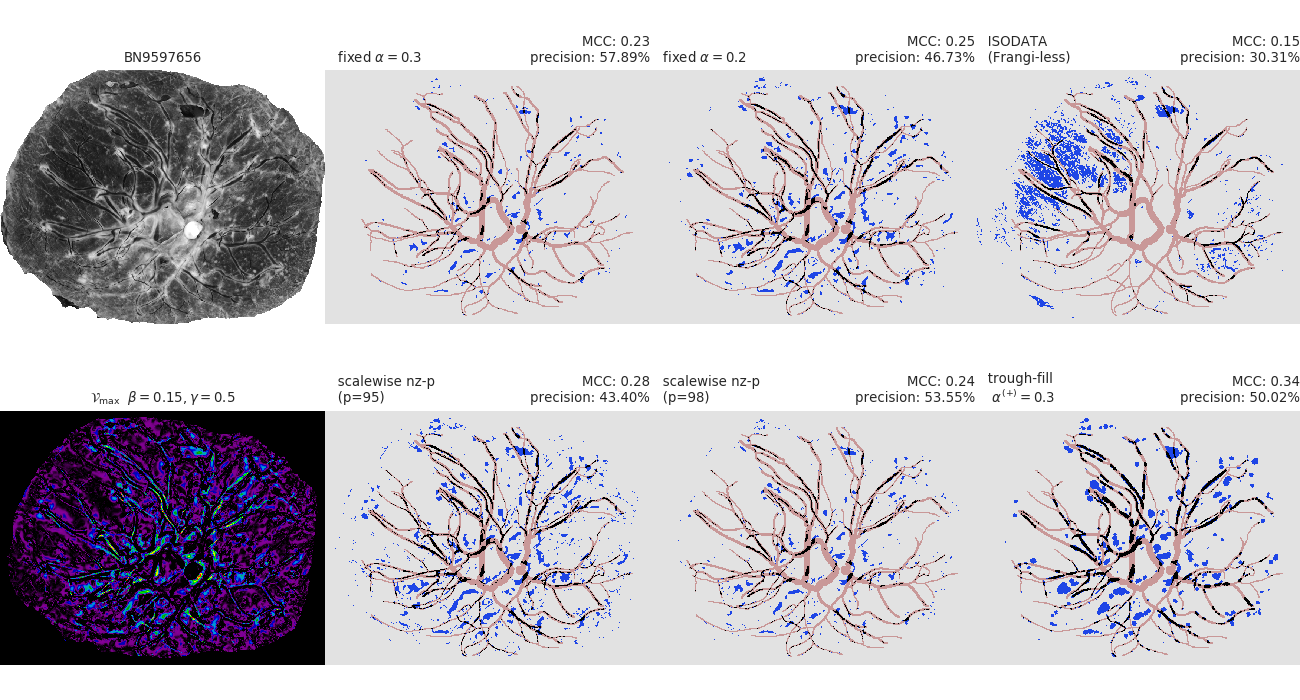 BN9597656
fixed α = 0.3
MCC: 0.23
precision: 57.89%
fixed α = 0.2
MCC: 0.25
precision: 46.73%
ISODATA
(Frangi-less)
MCC: 0.15
precision: 30.31%
𝒱max β = 0.15, γ = 0.5
scalewise nz-p
(p=95)
MCC: 0.28
precision: 43.40%
scalewise nz-p
(p=98)
MCC: 0.24
precision: 53.55%
trough-fill
α(+) = 0.3
MCC: 0.34
precision: 50.02%